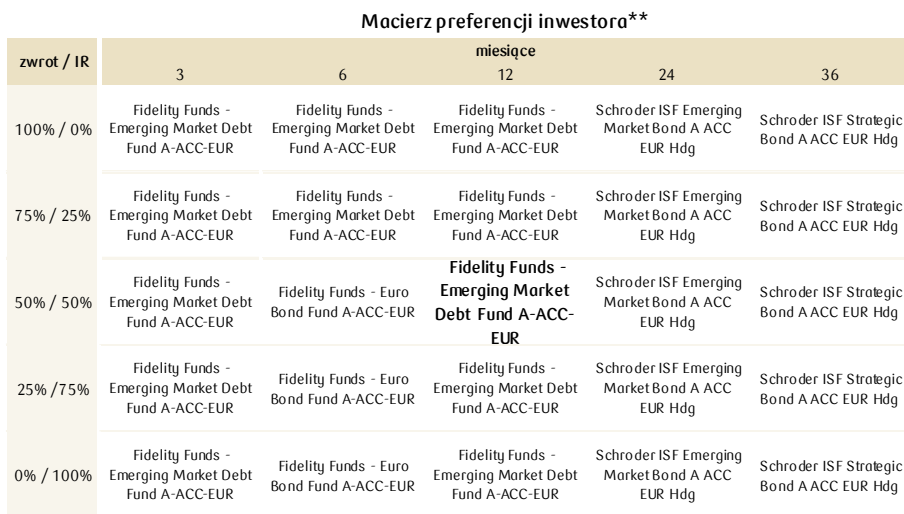 Macierz preferencji inwestora**
zwrot / IR
miesiące
3 6 12 24 36
100% / 0%
Fidelity Funds -
Emerging Market Debt
Fund A-ACC-EUR
Fidelity Funds -
Emerging Market Debt
Fund A-ACC-EUR
Fidelity Funds -
Emerging Market Debt
Fund A-ACC-EUR
Schroder ISF Emerging
Market Bond A ACC
EUR Hdg
Schroder ISF Strategic
Bond A ACC EUR Hdg
75% / 25%
Fidelity Funds -
Emerging Market Debt
Fund A-ACC-EUR
Fidelity Funds -
Emerging Market Debt
Fund A-ACC-EUR
Fidelity Funds -
Emerging Market Debt
Fund A-ACC-EUR
Schroder ISF Emerging
Market Bond A ACC
EUR Hdg
Schroder ISF Strategic
Bond A ACC EUR Hdg
50% / 50%
Fidelity Funds -
Emerging Market Debt
Fund A-ACC-EUR
Fidelity Funds - Euro
Bond Fund A-ACC-EUR
Fidelity Funds -
Emerging Market
Debt Fund A-ACC-
EUR
Schroder ISF Emerging
Market Bond A ACC
EUR Hdg
Schroder ISF Strategic
Bond A ACC EUR Hdg
25% /75%
Fidelity Funds -
Emerging Market Debt
Fund A-ACC-EUR
Fidelity Funds - Euro
Bond Fund A-ACC-EUR
Fidelity Funds -
Emerging Market Debt
Fund A-ACC-EUR
Schroder ISF Emerging
Market Bond A ACC
EUR Hdg
Schroder ISF Strategic
Bond A ACC EUR Hdg
0% / 100%
Fidelity Funds -
Emerging Market Debt
Fund A-ACC-EUR
Fidelity Funds - Euro
Bond Fund A-ACC-EUR
Fidelity Funds -
Emerging Market Debt
Fund A-ACC-EUR
Schroder ISF Emerging
Market Bond A ACC
EUR Hdg
Schroder ISF Strategic
Bond A ACC EUR Hdg